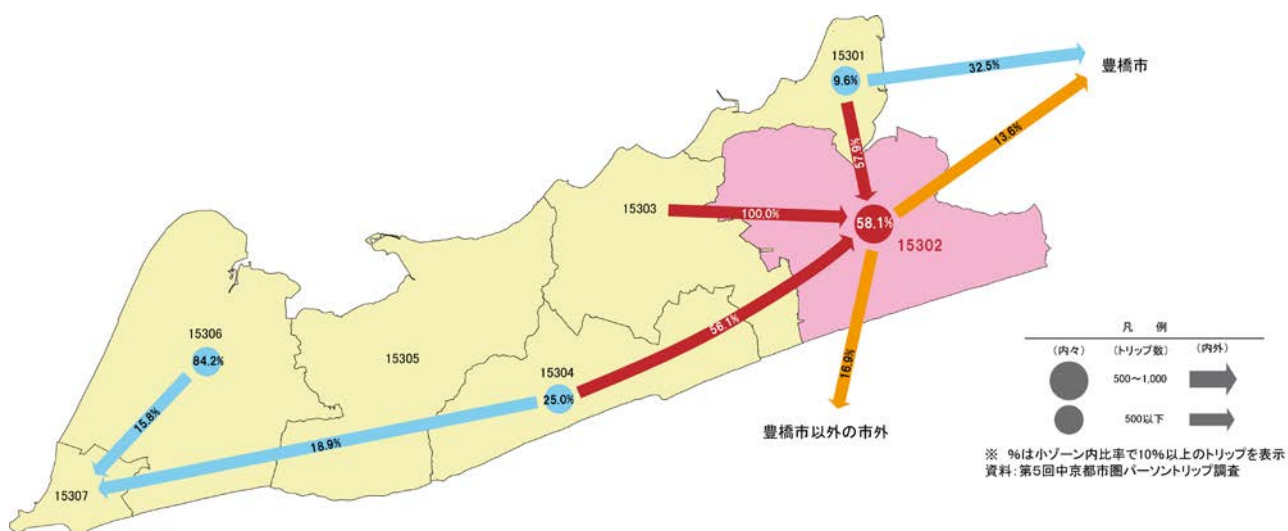 15301
9.6%
32.5%
豊橋市
13.6%
57.9%
15303
100.0%
58.1%
15302
56.1%
15306
84.2%
15305
15304
25.0%
15.8%
18.9%
16.9%
豊橋市以外の市外
15307
凡 例
(内々) (トリップ数) (内外)
500～1,000
500以下
※ %は小ゾーン内比率で10%以上のトリップを表示
資料:第5回中京都市圏パーソントリップ調査